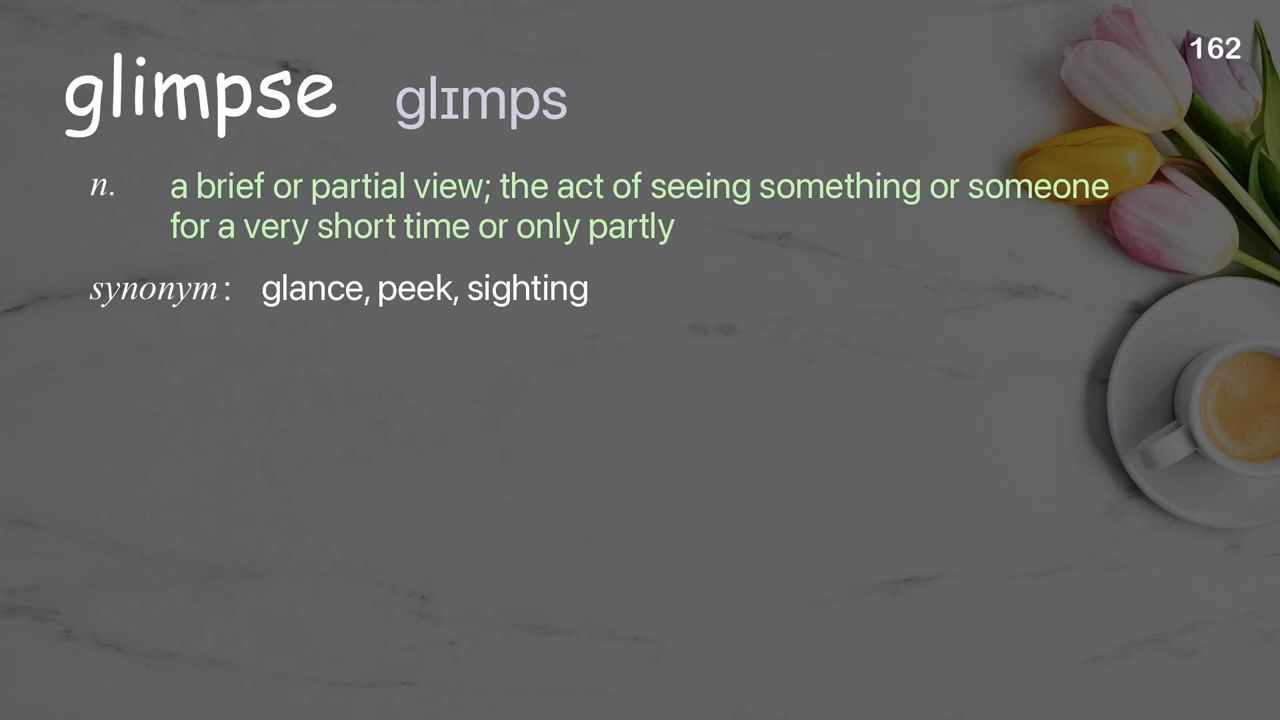 162
glimpse glɪmps
n. a brief or partial view; the act of seeing something or someone
for a very short time or only partly
synonym : glance, peek, sighting